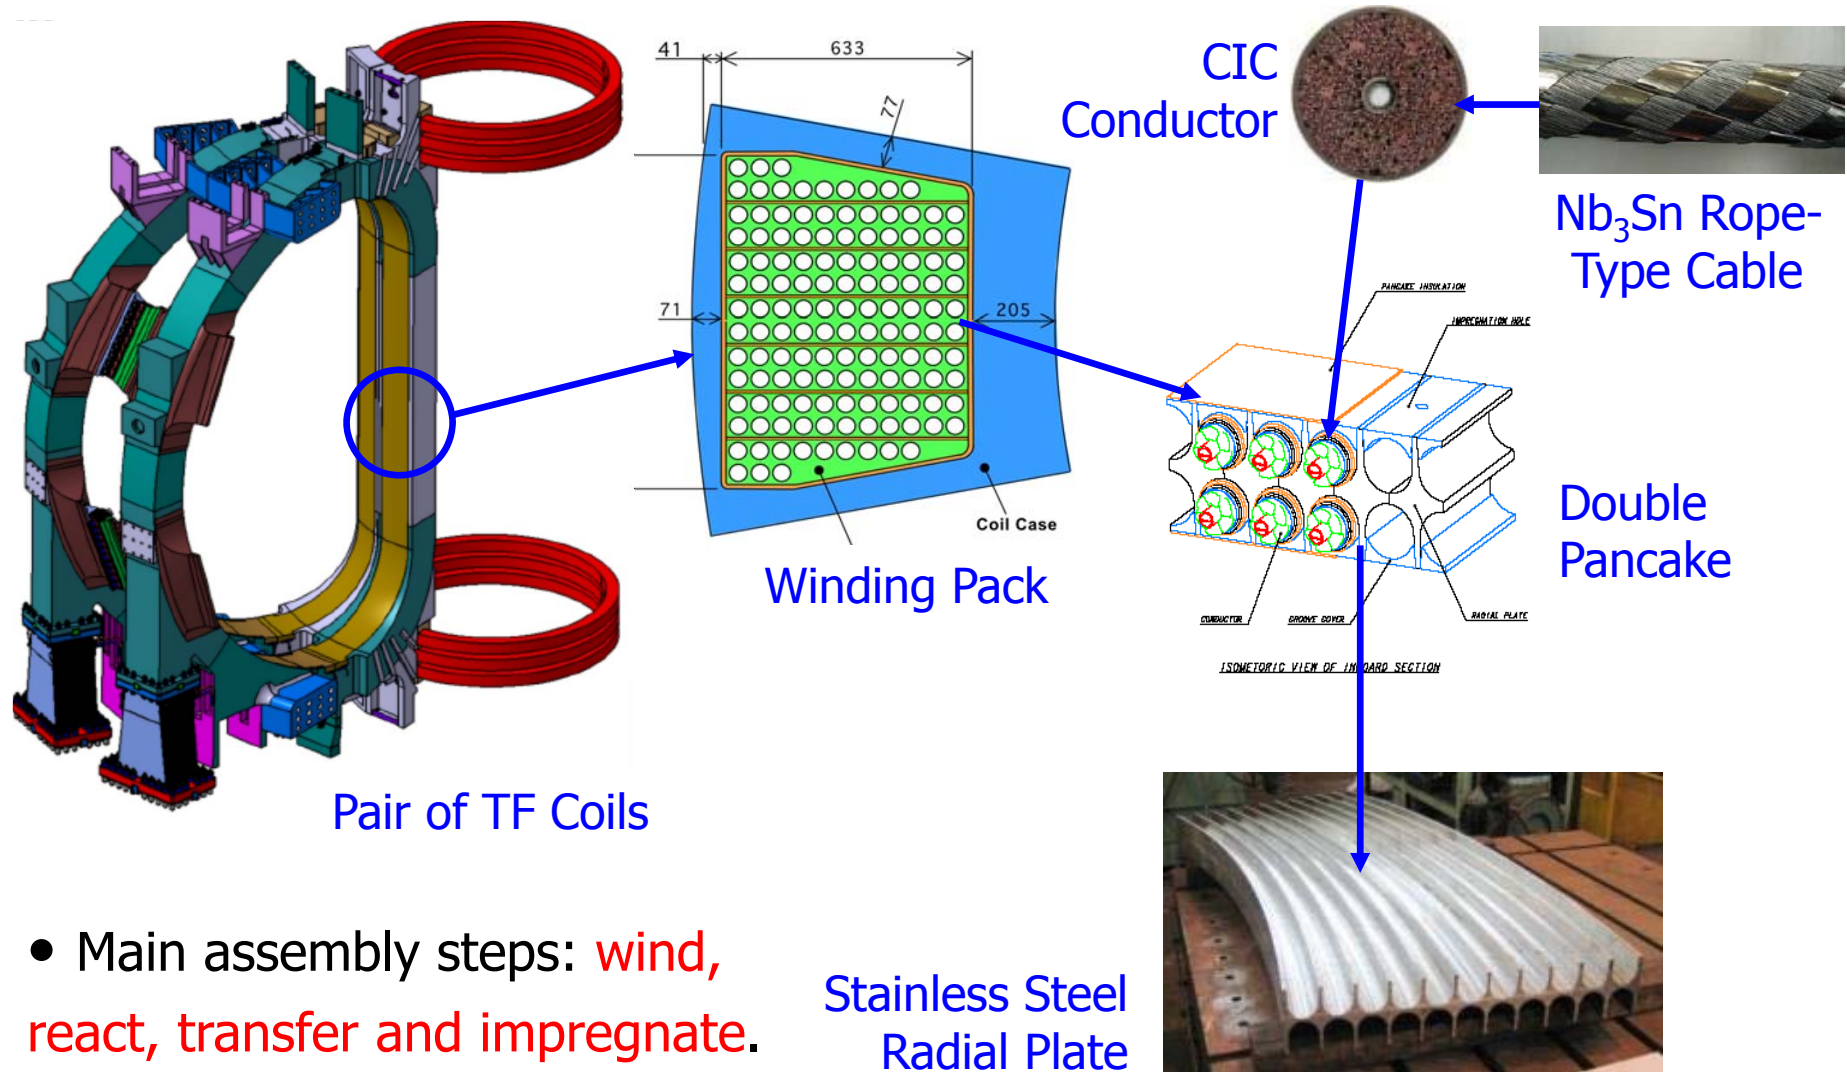 41
633
77
71
205
Coil Case
Winding Pack
Pair of TF Coils
CIC
Conductor
Nb₃Sn Rope-
Type Cable
PANCAKE INSULATION
IMPREGNATION HOLE
Double
Pancake
CONDUCTOR
GROOVE COVER
RADIAL PLATE
ISOMETORIC VIEW OF INBOARD SECTION
• Main assembly steps: wind,
react, transfer and impregnate.
Stainless Steel
Radial Plate